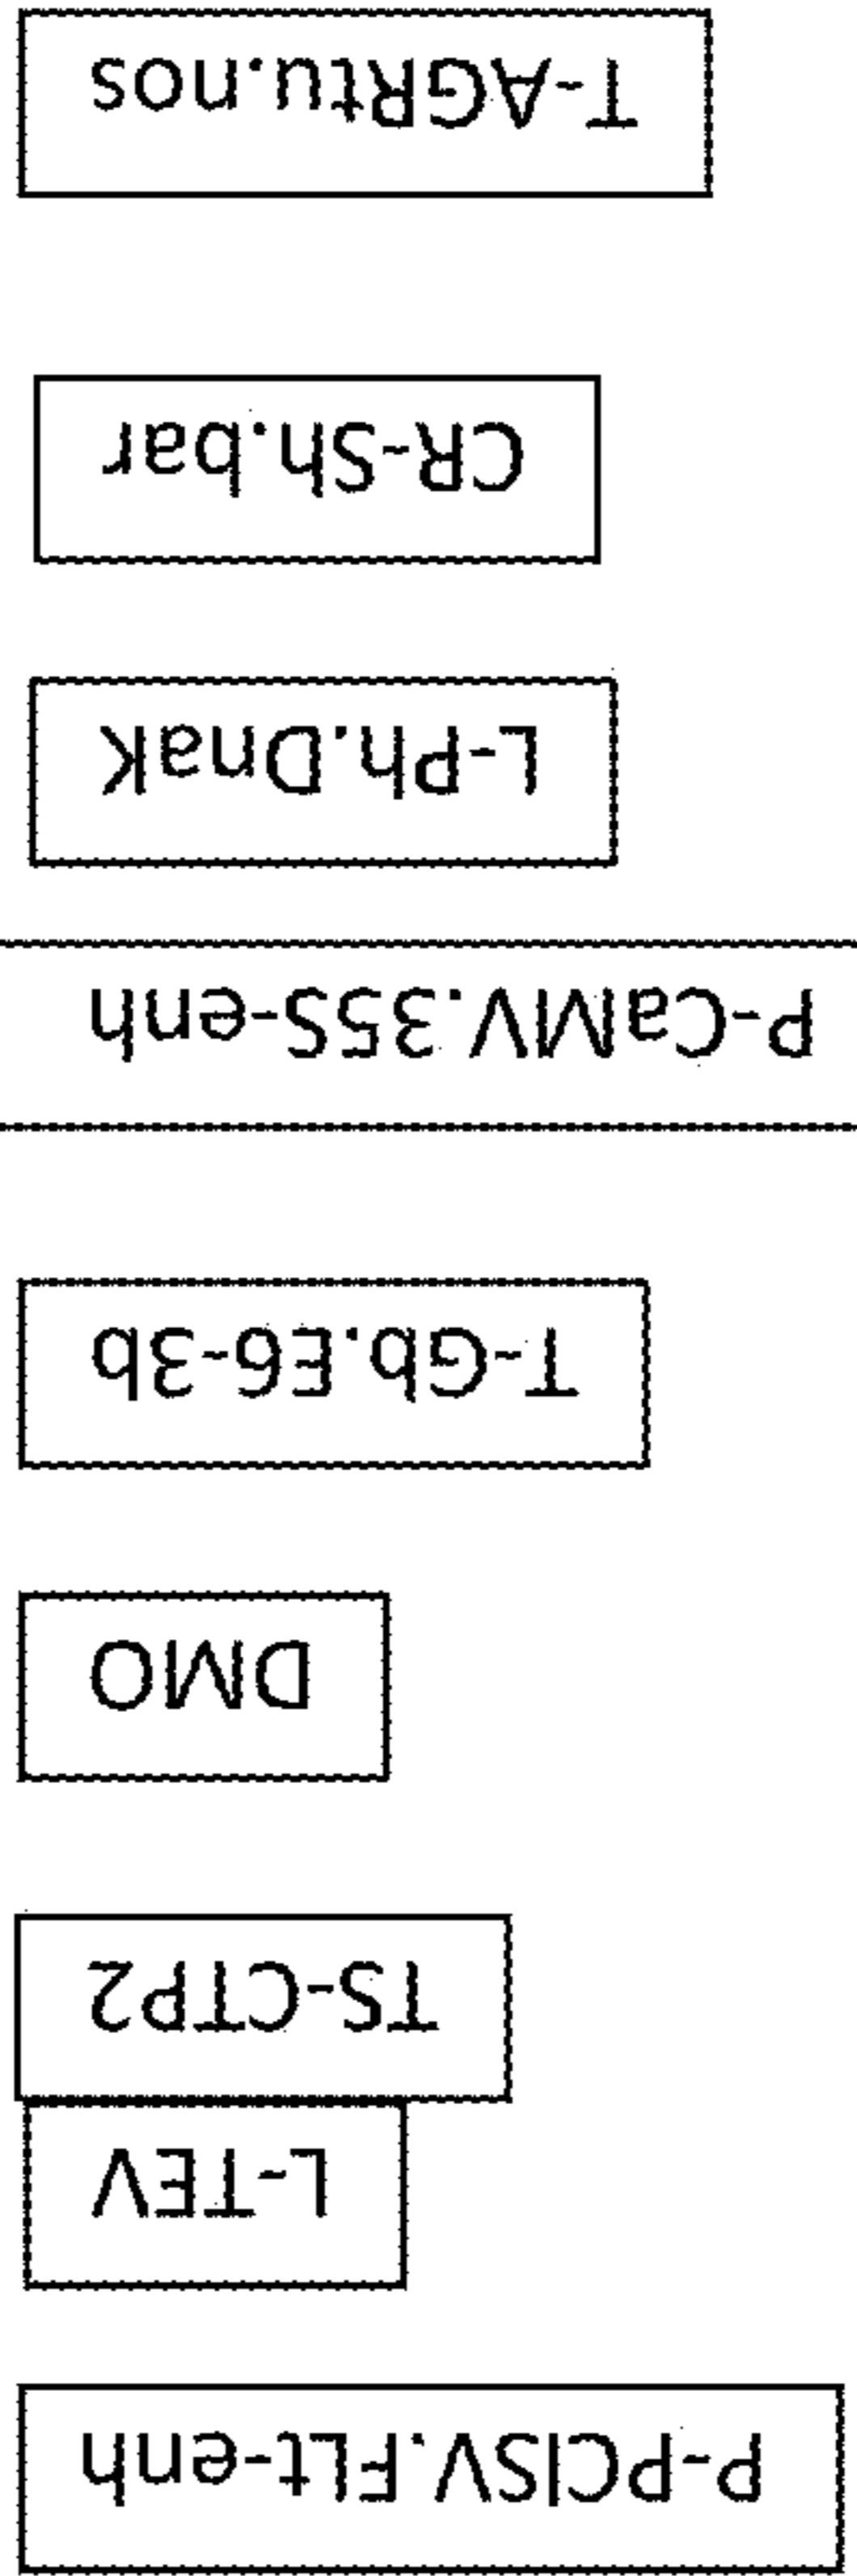 P-PClSV.FLt-enh
L-TEV
TS-CTP2
DMO
T-Gb.E6-3b
P-CaMV.35S-enh
L-Ph.DnaK
CR-Sh.bar
T-AGRtu.nos